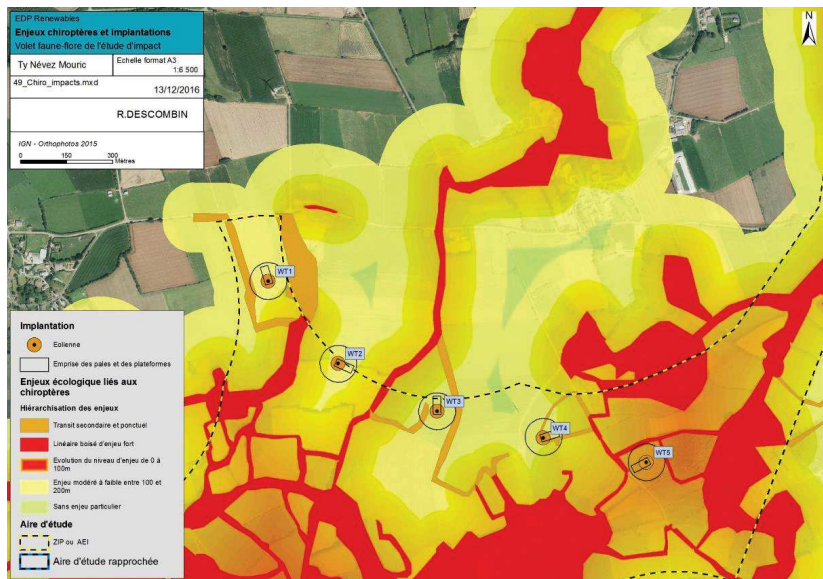 EDP Renewables
Enjeux chiroptères et implantations
Volet faune-flore de l'étude d'impact
Ty Névez Mouric
Echelle format A3
1:6 500
49_Chiro_impacts.mxd
13/12/2016
R.DESCOMBIN
IGN - Orthophotos 2015
0 150 300
Mètres
N
WT1
WT2
WT3
WT4
WT5
Implantation
Eolienne
Emprise des pales et des plateformes
Enjeux écologique liés aux
chiroptères
Hiérarchisation des enjeux
Transit secondaire et ponctuel
Linéaire boisé d'enjeu fort
Evolution du niveau d'enjeu de 0 à
100m
Enjeu modéré à faible entre 100 et
200m
Sans enjeu particulier
Aire d'étude
ZIP ou AEI
Aire d'étude rapprochée